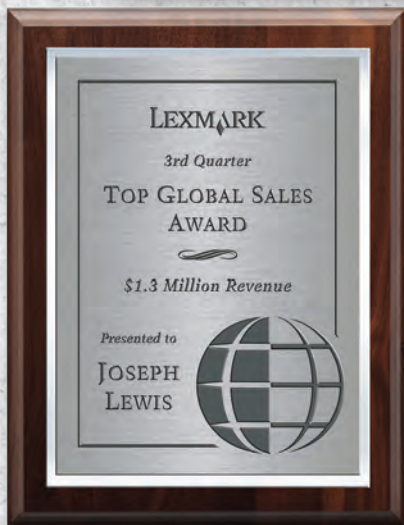 LEXMARK
3rd Quarter
TOP GLOBAL SALES
AWARD
$1.3 Million Revenue
Presented to
JOSEPH
LEWIS